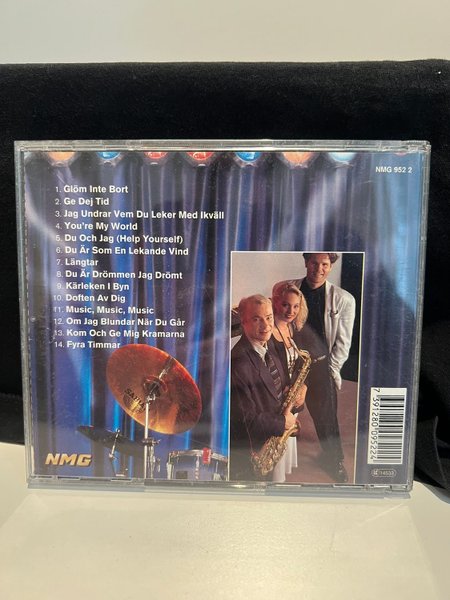 NMG 952 2
1. Glöm Inte Bort
2. Ge Dej Tid
3. Jag Undrar Vem Du Leker Med Ikväll
4. You're My World
5. Du Och Jag (Help Yourself)
6. Du Är Som En Lekande Vind
7. Längtar
8. Du Är Drömmen Jag Drömt
9. Kärleken I Byn
10. Doften Av Dig
11. Music, Music, Music
12. Om Jag Blundar När Du Går
13. Kom Och Ge Mig Kramarna
14. Fyra Timmar
NMG
7 391280 095224